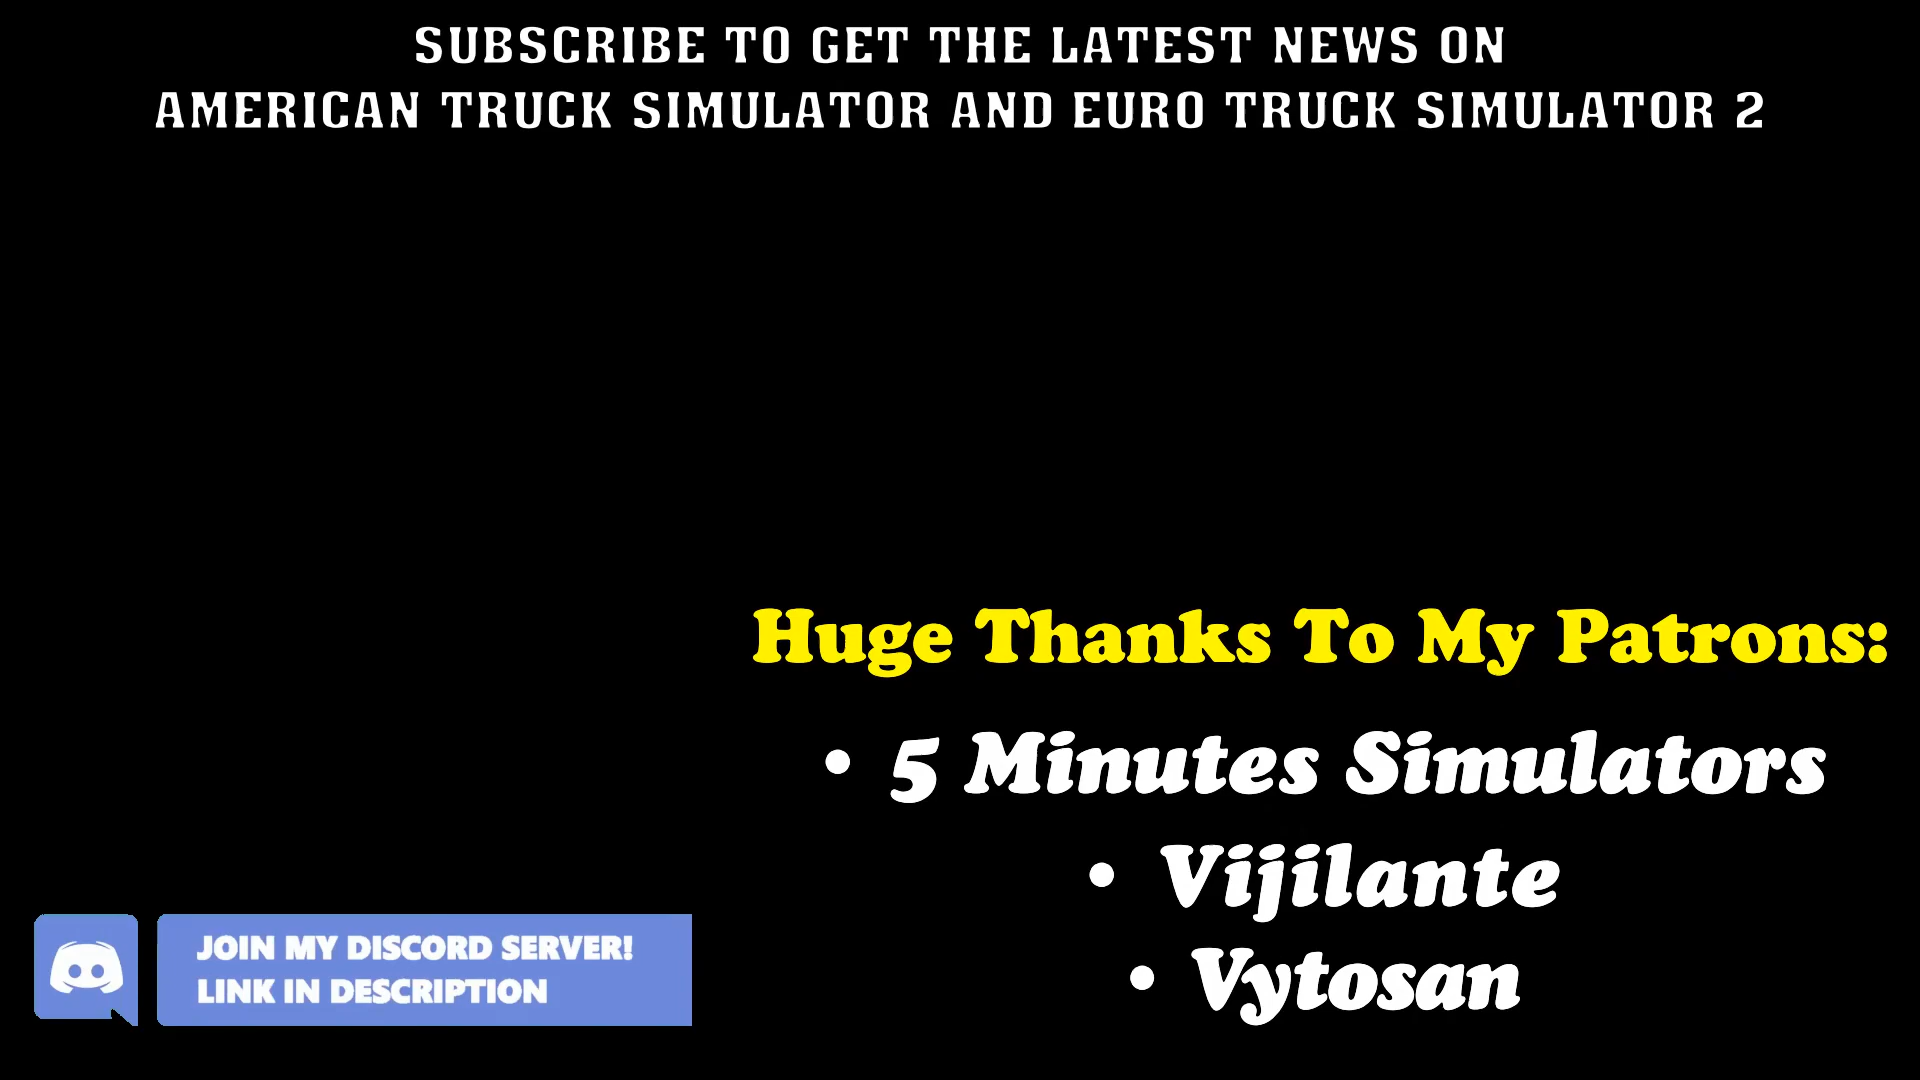 SUBSCRIBE TO GET THE LATEST NEWS ON
AMERICAN TRUCK SIMULATOR AND EURO TRUCK SIMULATOR 2
Huge Thanks To My Patrons:
• 5 Minutes Simulators
• Vijilante
• Vytosan
JOIN MY DISCORD SERVER!
LINK IN DESCRIPTION